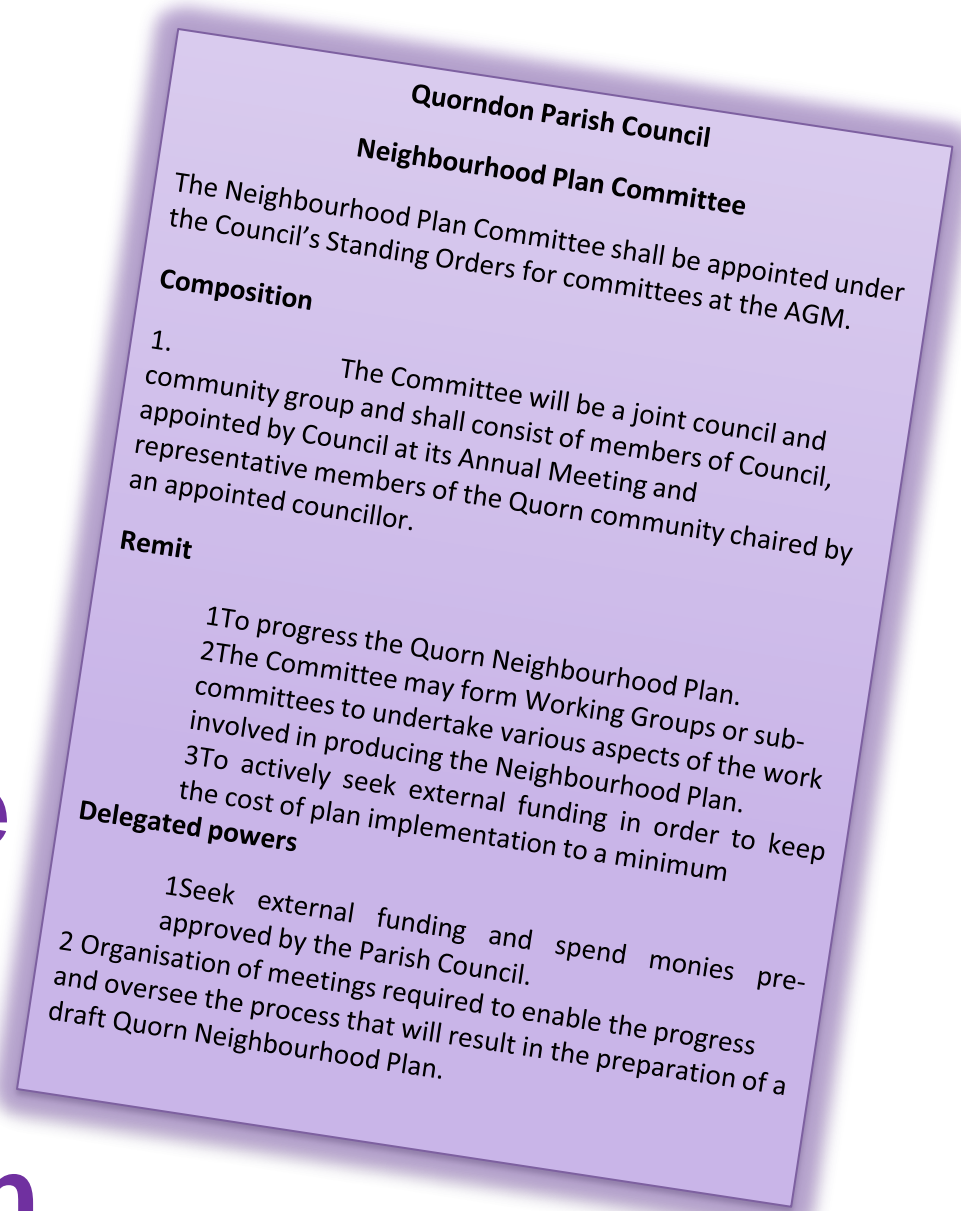 Quorndon Parish Council
Neighbourhood Plan Committee
The Neighbourhood Plan Committee shall be appointed under
the Council’s Standing Orders for committees at the AGM.
Composition
1. The Committee will be a joint council and
community group and shall consist of members of Council,
appointed by Council at its Annual Meeting and
representative members of the Quorn community chaired by
an appointed councillor.
Remit
1To progress the Quorn Neighbourhood Plan.
2The Committee may form Working Groups or sub-
committees to undertake various aspects of the work
involved in producing the Neighbourhood Plan.
3To actively seek external funding in order to keep
the cost of plan implementation to a minimum
Delegated powers
1Seek external funding and spend monies pre-
approved by the Parish Council.
2 Organisation of meetings required to enable the progress
and oversee the process that will result in the preparation of a
draft Quorn Neighbourhood Plan.